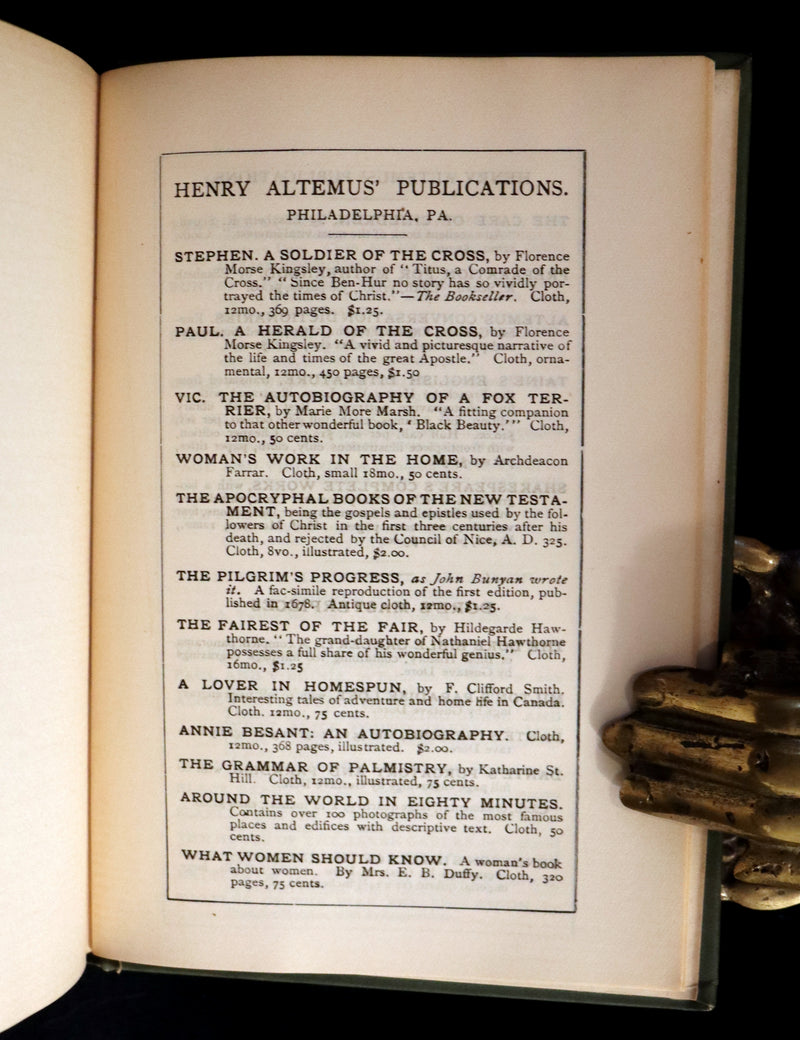 HENRY ALTEMUS' PUBLICATIONS.
PHILADELPHIA, PA.
STEPHEN. A SOLDIER OF THE CROSS, by Florence
Morse Kingsley, author of “Titus, a Comrade of the
Cross.” “Since Ben-Hur no story has so vividly por-
trayed the times of Christ.”—The Bookseller. Cloth,
12mo., 369 pages. $1.25.
PAUL. A HERALD OF THE CROSS, by Florence
Morse Kingsley. “A vivid and picturesque narrative of
the life and times of the great Apostle.” Cloth, orna-
mental, 12mo., 450 pages, $1.50
VIC. THE AUTOBIOGRAPHY OF A FOX TER-
RIER, by Marie More Marsh. “A fitting companion
to that other wonderful book, ‘Black Beauty.’” Cloth,
12mo., 50 cents.
WOMAN'S WORK IN THE HOME, by Archdeacon
Farrar. Cloth, small 18mo., 50 cents.
THE APOCRYPHAL BOOKS OF THE NEW TESTA-
MENT, being the gospels and epistles used by the fol-
lowers of Christ in the first three centuries after his
death, and rejected by the Council of Nice, A. D. 325.
Cloth, 8vo., illustrated, $2.00.
THE PILGRIM'S PROGRESS, as John Bunyan wrote
it. A fac-simile reproduction of the first edition, pub-
lished in 1678. Antique cloth, 12mo., $1.25.
THE FAIREST OF THE FAIR, by Hildegarde Haw-
thorne. “The grand-daughter of Nathaniel Hawthorne
possesses a full share of his wonderful genius.” Cloth,
16mo., $1.25
A LOVER IN HOMESPUN, by F. Clifford Smith.
Interesting tales of adventure and home life in Canada.
Cloth. 12mo., 75 cents.
ANNIE BESANT: AN AUTOBIOGRAPHY. Cloth,
12mo., 368 pages, illustrated. $2.00.
THE GRAMMAR OF PALMISTRY, by Katharine St.
Hill. Cloth, 12mo., illustrated, 75 cents.
AROUND THE WORLD IN EIGHTY MINUTES.
Contains over 100 photographs of the most famous
places and edifices with descriptive text. Cloth, 50
cents.
WHAT WOMEN SHOULD KNOW. A woman's book
about women. By Mrs. E. B. Duffy. Cloth, 320
pages, 75 cents.